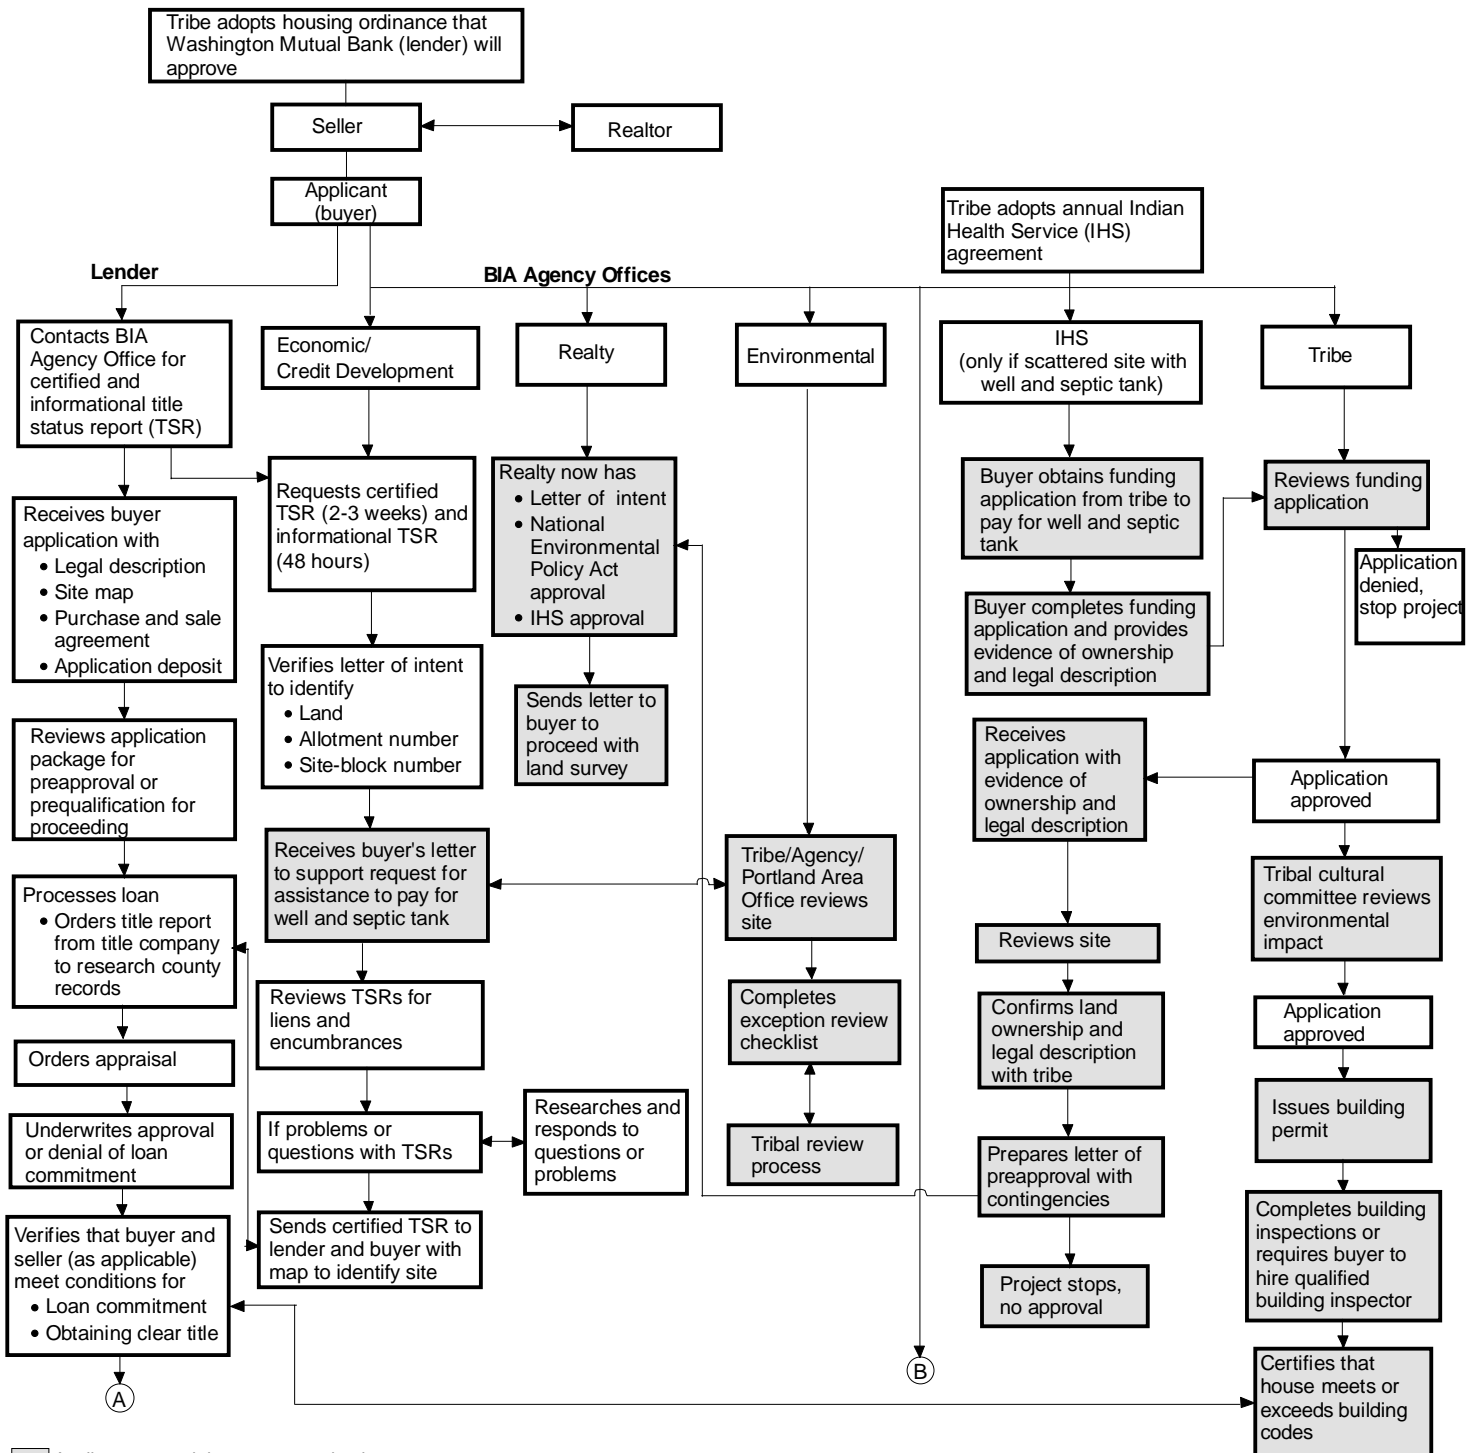 Tribe adopts housing ordinance that
Washington Mutual Bank (lender) will
approve
Seller
Realtor
Applicant
(buyer)
Tribe adopts annual Indian
Health Service (IHS)
agreement
Lender
BIA Agency Offices
Contacts BIA
Agency Office for
certified and
informational title
status report (TSR)
Receives buyer
application with
• Legal description
• Site map
• Purchase and sale
agreement
• Application deposit
Reviews application
package for
preapproval or
prequalification for
proceeding
Processes loan
• Orders title report
from title company
to research county
records
Orders appraisal
Underwrites approval
or denial of loan
commitment
Verifies that buyer and
seller (as applicable)
meet conditions for
• Loan commitment
• Obtaining clear title
A
Economic/
Credit Development
Requests certified
TSR (2-3 weeks) and
informational TSR
(48 hours)
Verifies letter of intent
to identify
• Land
• Allotment number
• Site-block number
Receives buyer's letter
to support request for
assistance to pay for
well and septic tank
Reviews TSRs for
liens and
encumbrances
If problems or
questions with TSRs
Researches and
responds to
questions or
problems
Sends certified TSR to
lender and buyer with
map to identify site
Realty
Realty now has
• Letter of intent
• National
Environmental
Policy Act
approval
• IHS approval
Sends letter to
buyer to
proceed with
land survey
Environmental
Tribe/Agency/
Portland Area
Office reviews
site
Completes
exception review
checklist
Tribal review
process
B
IHS
(only if scattered site with
well and septic tank)
Buyer obtains funding
application from tribe to
pay for well and septic
tank
Buyer completes funding
application and provides
evidence of ownership
and legal description
Receives
application with
evidence of
ownership and
legal description
Reviews site
Confirms land
ownership and
legal description
with tribe
Prepares letter of
preapproval with
contingencies
Project stops,
no approval
Tribe
Reviews funding
application
Application
denied,
stop project
Application
approved
Tribal cultural
committee reviews
environmental
impact
Application
approved
Issues building
permit
Completes building
inspections or
requires buyer to
hire qualified
building inspector
Certifies that
house meets or
exceeds building
codes